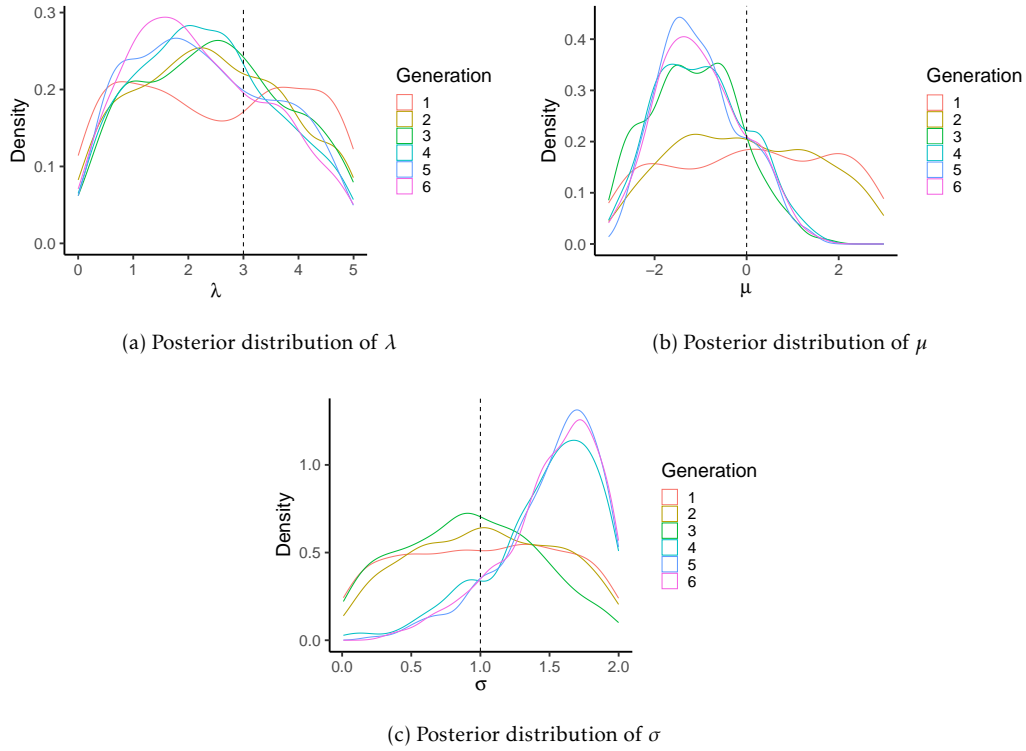 0.3
0.2
0.1
0.0
Density
0 1 2 3 4 5
λ
Generation
1
2
3
4
5
6
(a) Posterior distribution of λ
0.4
0.3
0.2
0.1
0.0
Density
−2 0 2
μ
Generation
1
2
3
4
5
6
(b) Posterior distribution of μ
1.0
0.5
0.0
Density
0.0 0.5 1.0 1.5 2.0
σ
Generation
1
2
3
4
5
6
(c) Posterior distribution of σ